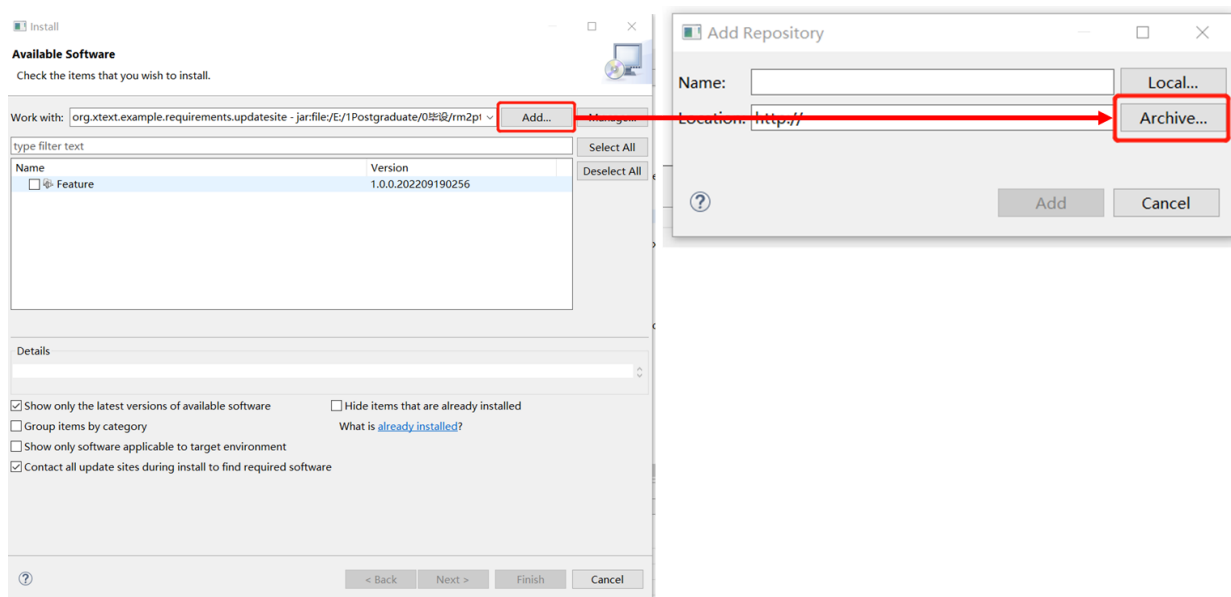 Install
Available Software
Check the items that you wish to install.
Work with: org.xtext.example.requirements.updatesite - jar:file:/E:/1Postgraduate/0毕设/rm2pt Add... Manage...
type filter text Select All
Deselect All
Name Version
Feature 1.0.0.202209190256
Details
Show only the latest versions of available software Hide items that are already installed
Group items by category What is already installed?
Show only software applicable to target environment
Contact all update sites during install to find required software
< Back Next > Finish Cancel
Add Repository
Name: Local...
Location: http:// Archive...
Add Cancel